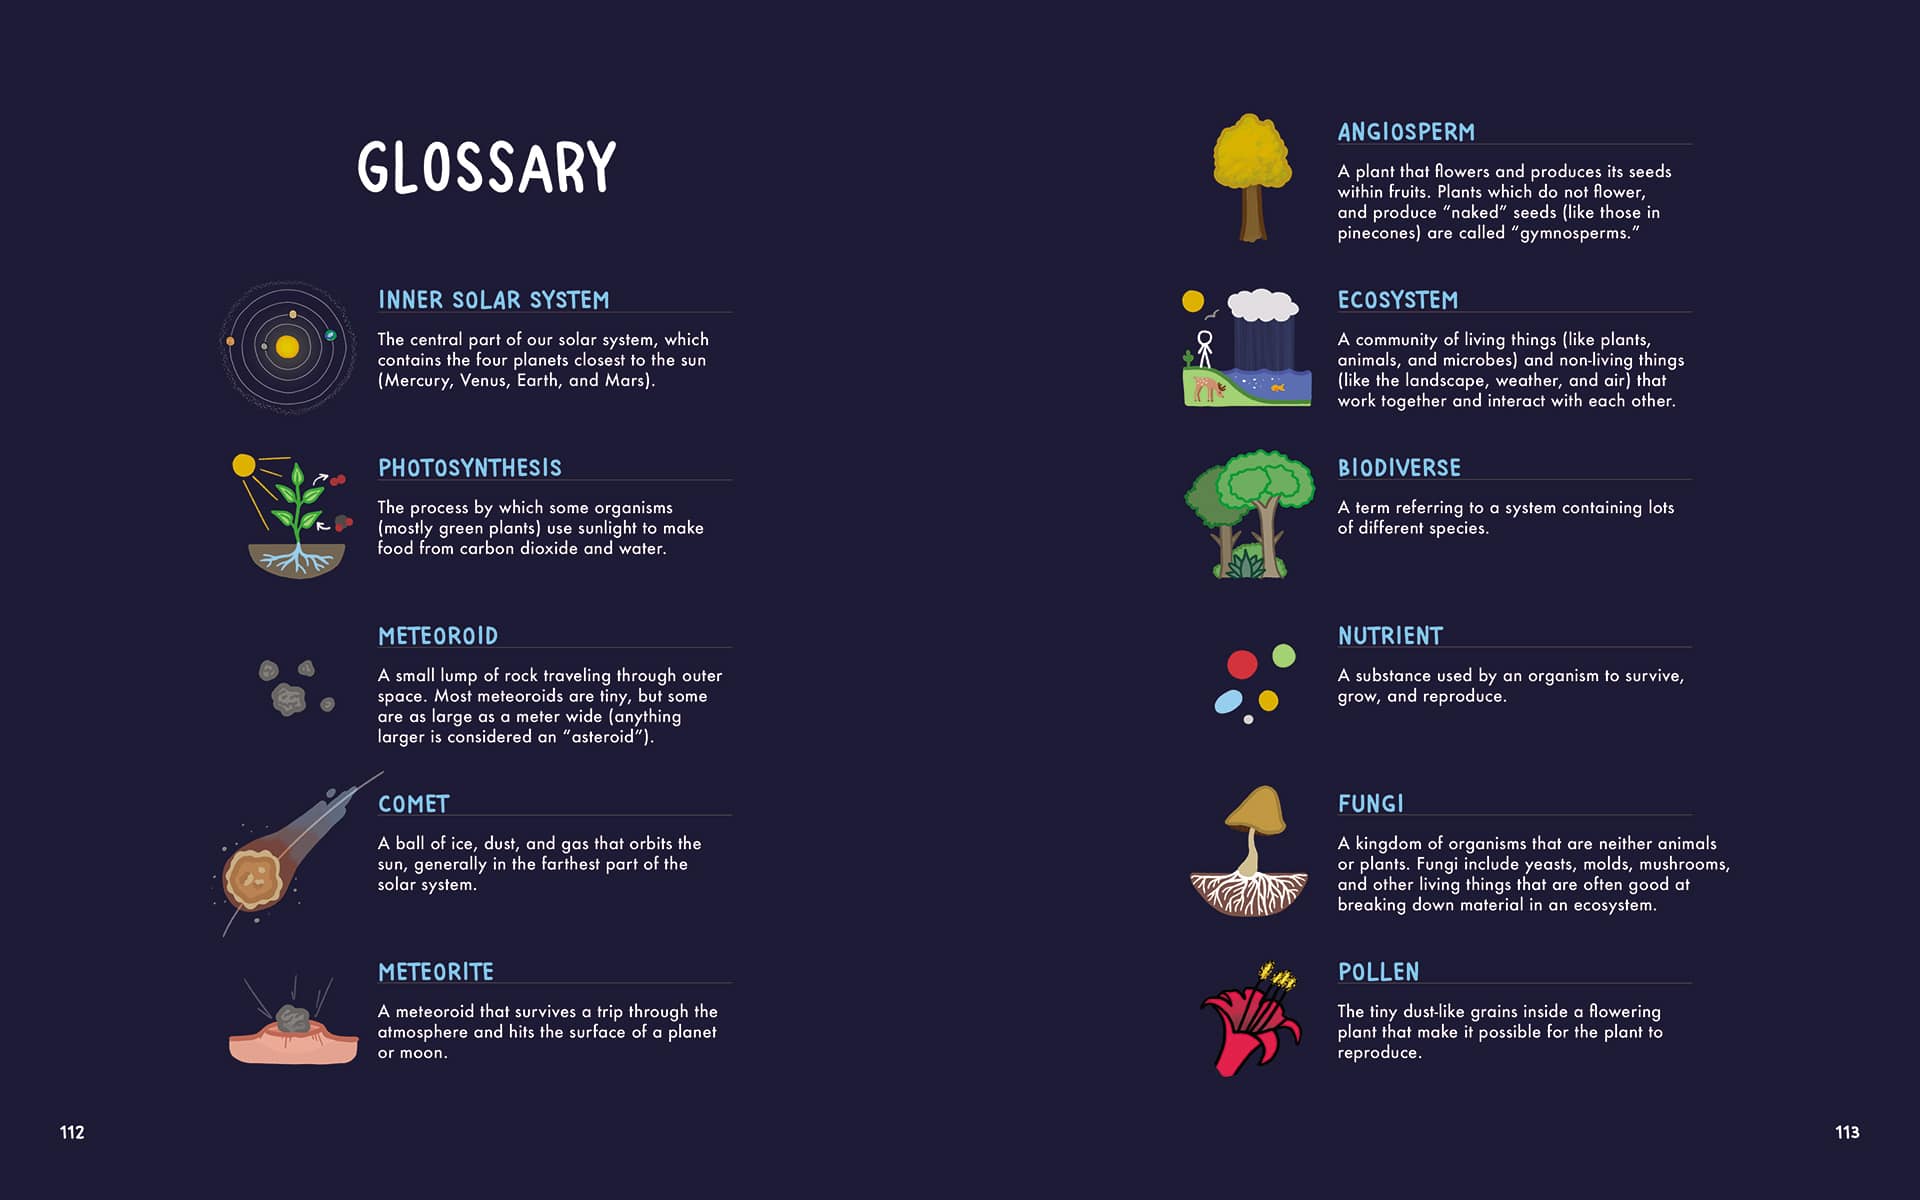 GLOSSARY
INNER SOLAR SYSTEM
The central part of our solar system, which
contains the four planets closest to the sun
(Mercury, Venus, Earth, and Mars).
PHOTOSYNTHESIS
The process by which some organisms
(mostly green plants) use sunlight to make
food from carbon dioxide and water.
METEOROID
A small lump of rock traveling through outer
space. Most meteoroids are tiny, but some
are as large as a meter wide (anything
larger is considered an “asteroid”).
COMET
A ball of ice, dust, and gas that orbits the
sun, generally in the farthest part of the
solar system.
METEORITE
A meteoroid that survives a trip through the
atmosphere and hits the surface of a planet
or moon.
112
ANGIOSPERM
A plant that flowers and produces its seeds
within fruits. Plants which do not flower,
and produce “naked” seeds (like those in
pinecones) are called “gymnosperms.”
ECOSYSTEM
A community of living things (like plants,
animals, and microbes) and non-living things
(like the landscape, weather, and air) that
work together and interact with each other.
BIODIVERSE
A term referring to a system containing lots
of different species.
NUTRIENT
A substance used by an organism to survive,
grow, and reproduce.
FUNGI
A kingdom of organisms that are neither animals
or plants. Fungi include yeasts, molds, mushrooms,
and other living things that are often good at
breaking down material in an ecosystem.
POLLEN
The tiny dust-like grains inside a flowering
plant that make it possible for the plant to
reproduce.
113